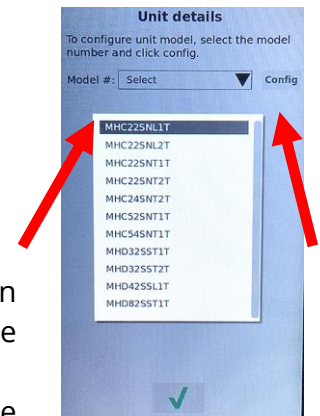 Unit details
To configure unit model, select the model
number and click config.
Model #: Select Config
MHC22SNL1T
MHC22SNL2T
MHC22SNT1T
MHC22SNT2T
MHC24SNT2T
MHC52SNT1T
MHC54SNT1T
MHD32SST1T
MHD32SST2T
MHD42SSL1T
MHD82SST1T
n
e
e